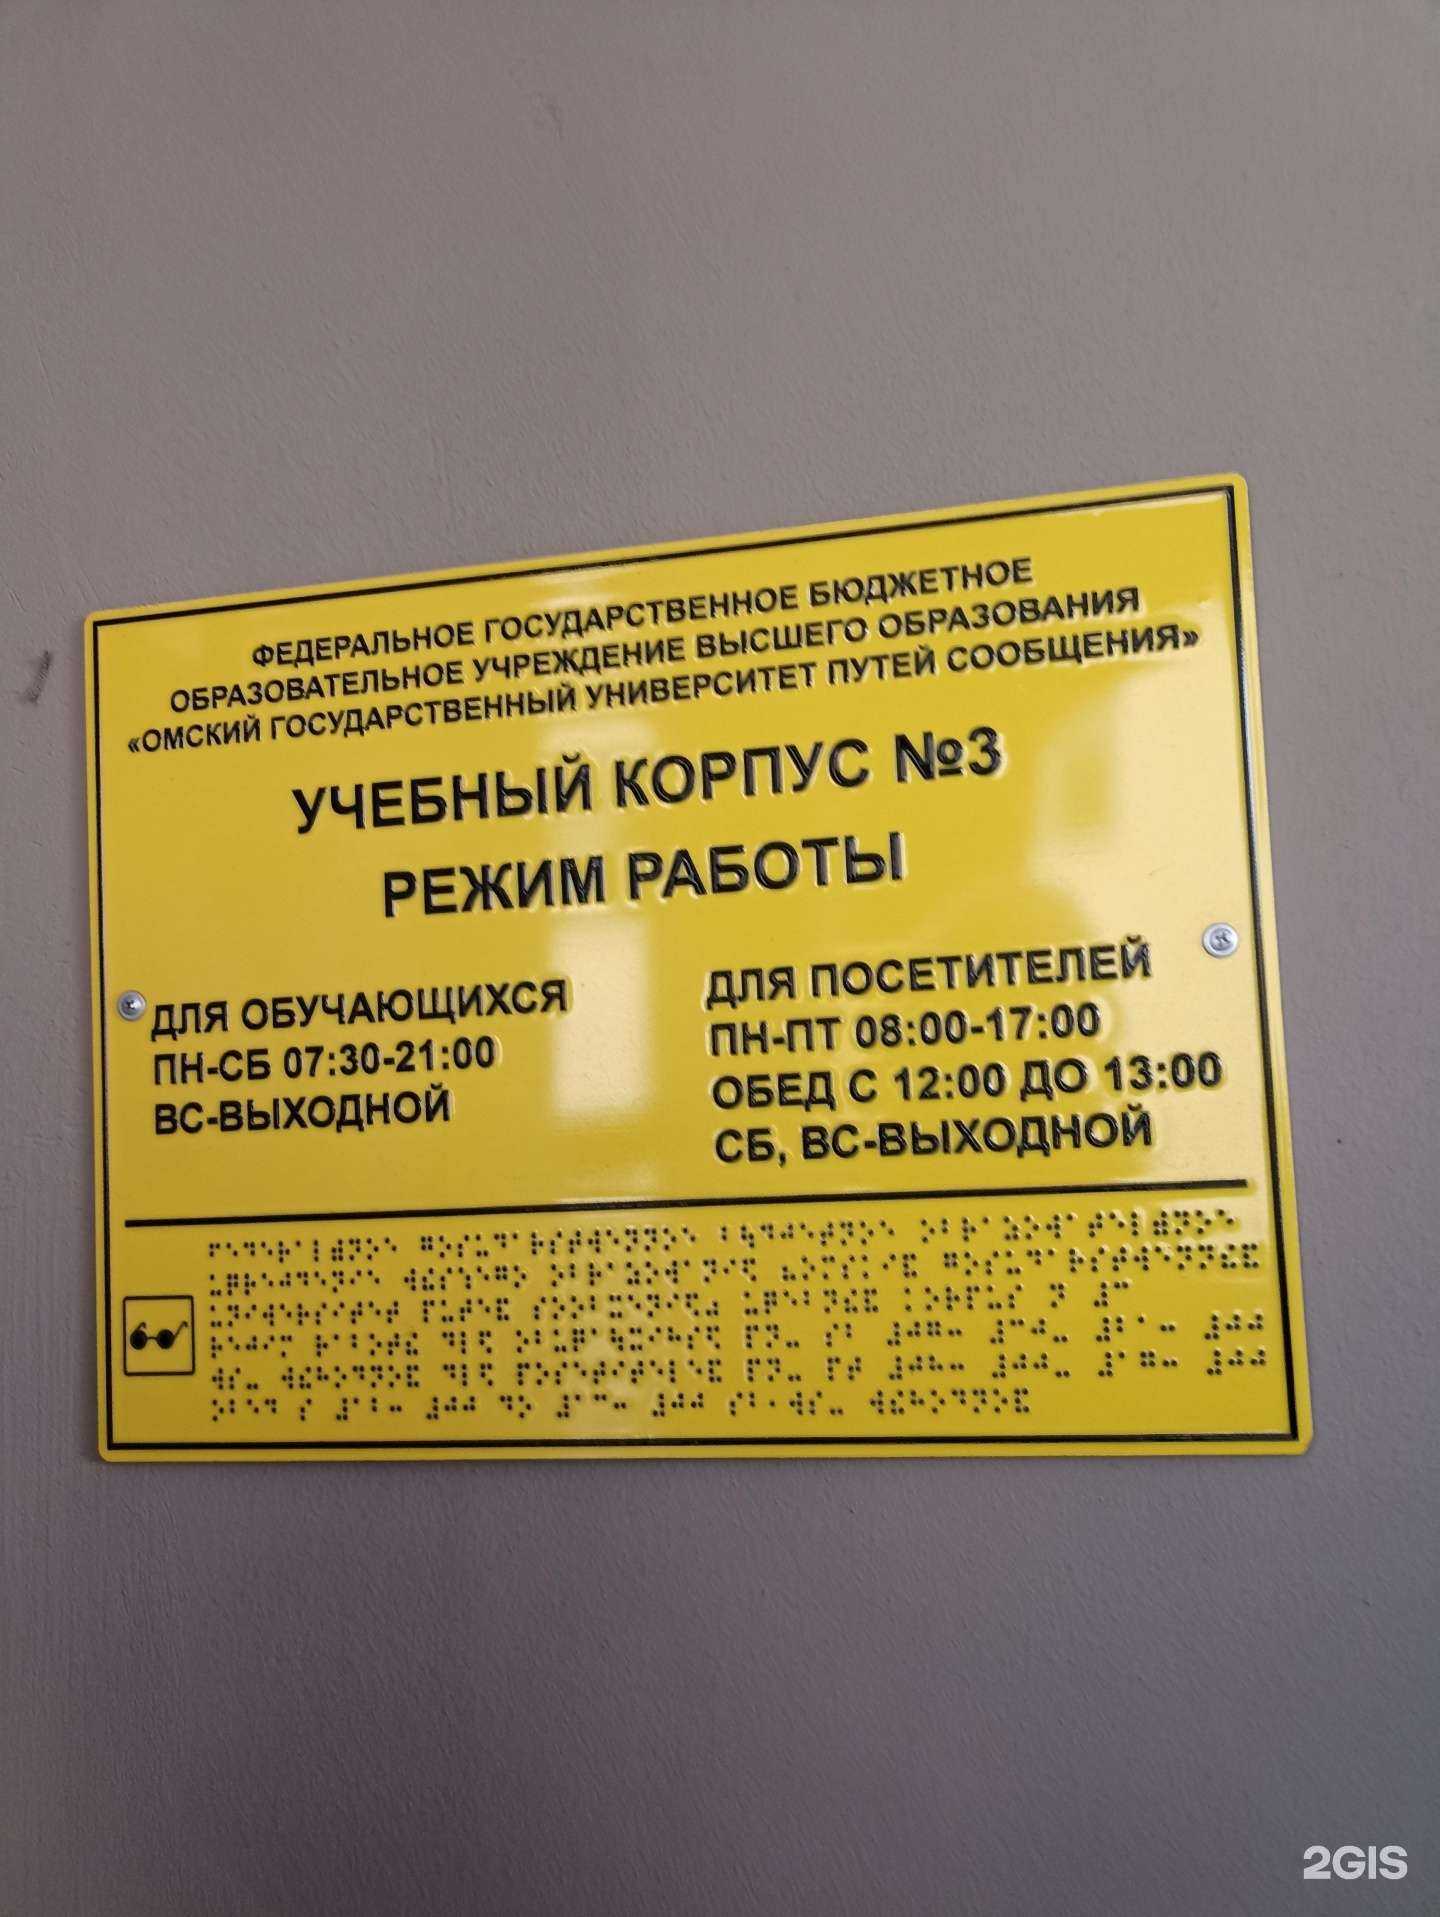 ФЕДЕРАЛЬНОЕ ГОСУДАРСТВЕННОЕ БЮДЖЕТНОЕ
ОБРАЗОВАТЕЛЬНОЕ УЧРЕЖДЕНИЕ ВЫСШЕГО ОБРАЗОВАНИЯ
«ОМСКИЙ ГОСУДАРСТВЕННЫЙ УНИВЕРСИТЕТ ПУТЕЙ СООБЩЕНИЯ»
УЧЕБНЫЙ КОРПУС №3
РЕЖИМ РАБОТЫ
ДЛЯ ОБУЧАЮЩИХСЯ
ПН-СБ 07:30-21:00
ВС-ВЫХОДНОЙ
ДЛЯ ПОСЕТИТЕЛЕЙ
ПН-ПТ 08:00-17:00
ОБЕД С 12:00 ДО 13:00
СБ, ВС-ВЫХОДНОЙ
2GIS